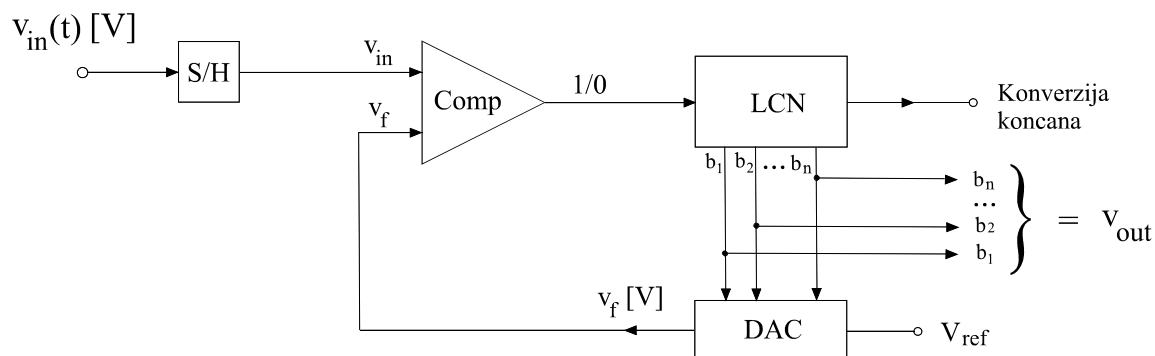 v_in(t) [V]
S/H
v_in
v_f
Comp
1/0
LCN
Konverzija
koncana
b_1 b_2 ... b_n
b_n
...
b_2
b_1
} = v_out
v_f [V]
DAC
V_ref